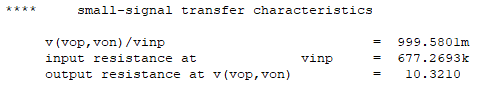 **** small-signal transfer characteristics
v(vop,von)/vinp = 999.5801m
input resistance at vinp = 677.2693k
output resistance at v(vop,von) = 10.3210